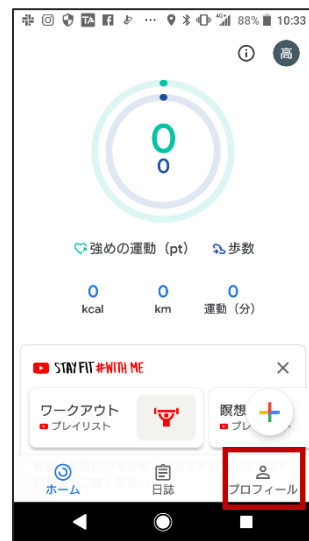 88% 10:33
高
0
0
強めの運動（pt） 歩数
0 0 0
kcal km 運動（分）
STAY FIT #WITH ME
ワークアウト
プレイリスト
瞑想
プレ
ホーム 日誌 プロフィール